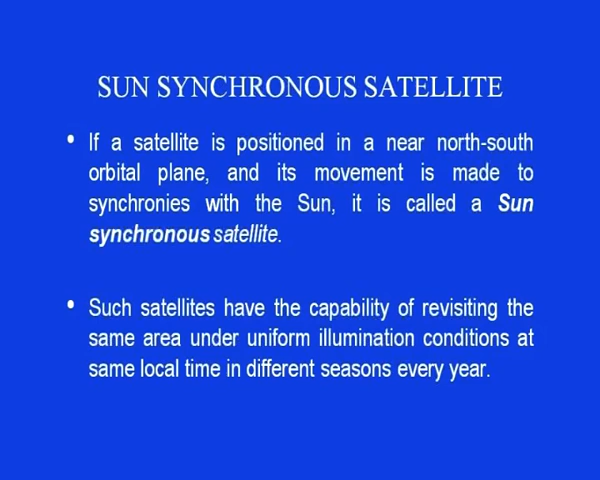 SUN SYNCHRONOUS SATELLITE
• If a satellite is positioned in a near north-south
orbital plane, and its movement is made to
synchronies with the Sun, it is called a Sun
synchronous satellite.
• Such satellites have the capability of revisiting the
same area under uniform illumination conditions at
same local time in different seasons every year.